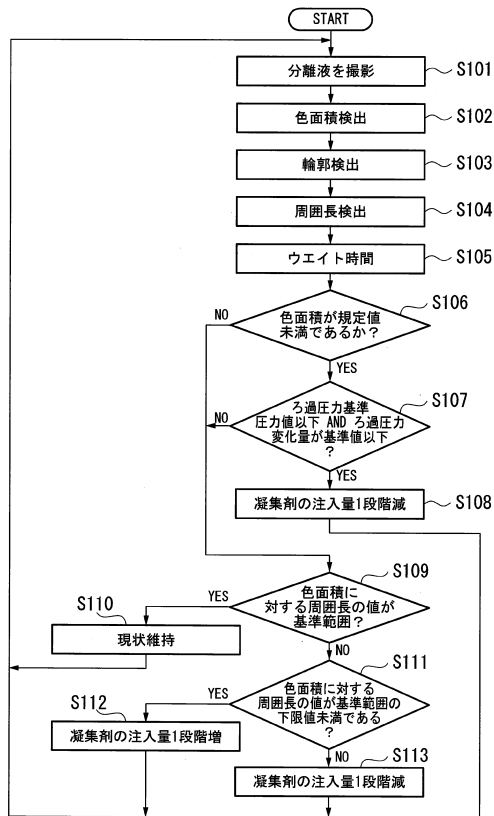 START
分離液を撮影
S101
色面積検出
S102
輪郭検出
S103
周囲長検出
S104
ウエイト時間
S105
S106
NO
色面積が規定値
未満であるか?
YES
S107
NO
ろ過圧力基準
圧力値以下 AND ろ過圧力
変化量が基準値以下
?
YES
凝集剤の注入量1段階減
S108
S109
YES
色面積に
対する周囲長の値が
基準範囲?
S110
現状維持
NO
S111
YES
色面積に対する
周囲長の値が基準範囲の
下限値未満である
?
S112
凝集剤の注入量1段階増
NO
S113
凝集剤の注入量1段階減